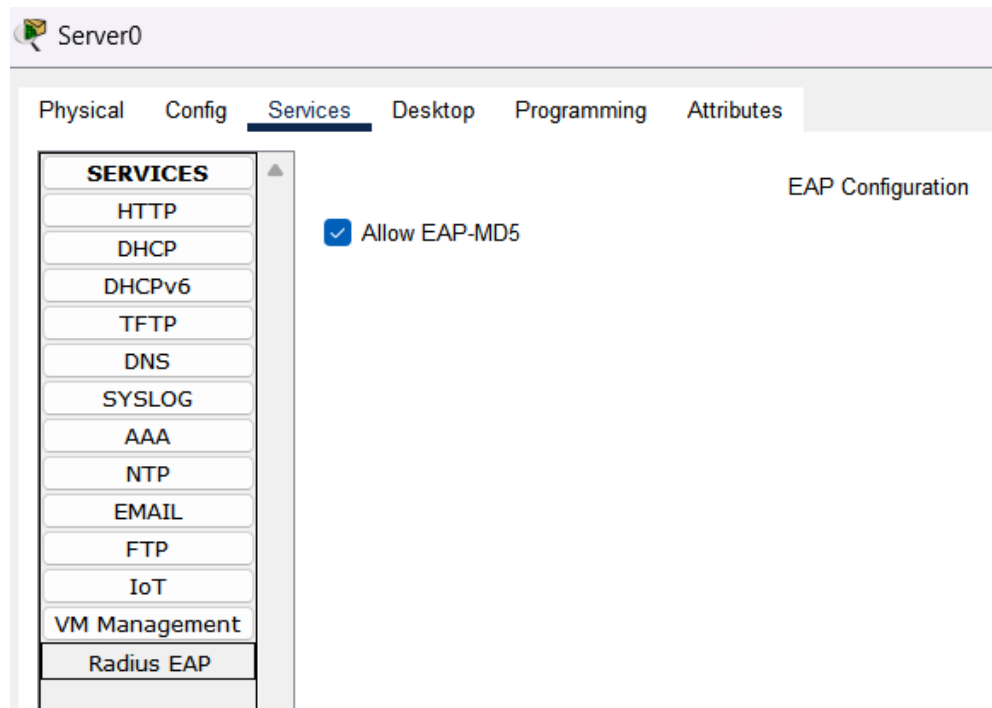 Server0
Physical Config Services Desktop Programming Attributes
SERVICES
HTTP
DHCP
DHCPv6
TFTP
DNS
SYSLOG
AAA
NTP
EMAIL
FTP
IoT
VM Management
Radius EAP
EAP Configuration
Allow EAP-MD5